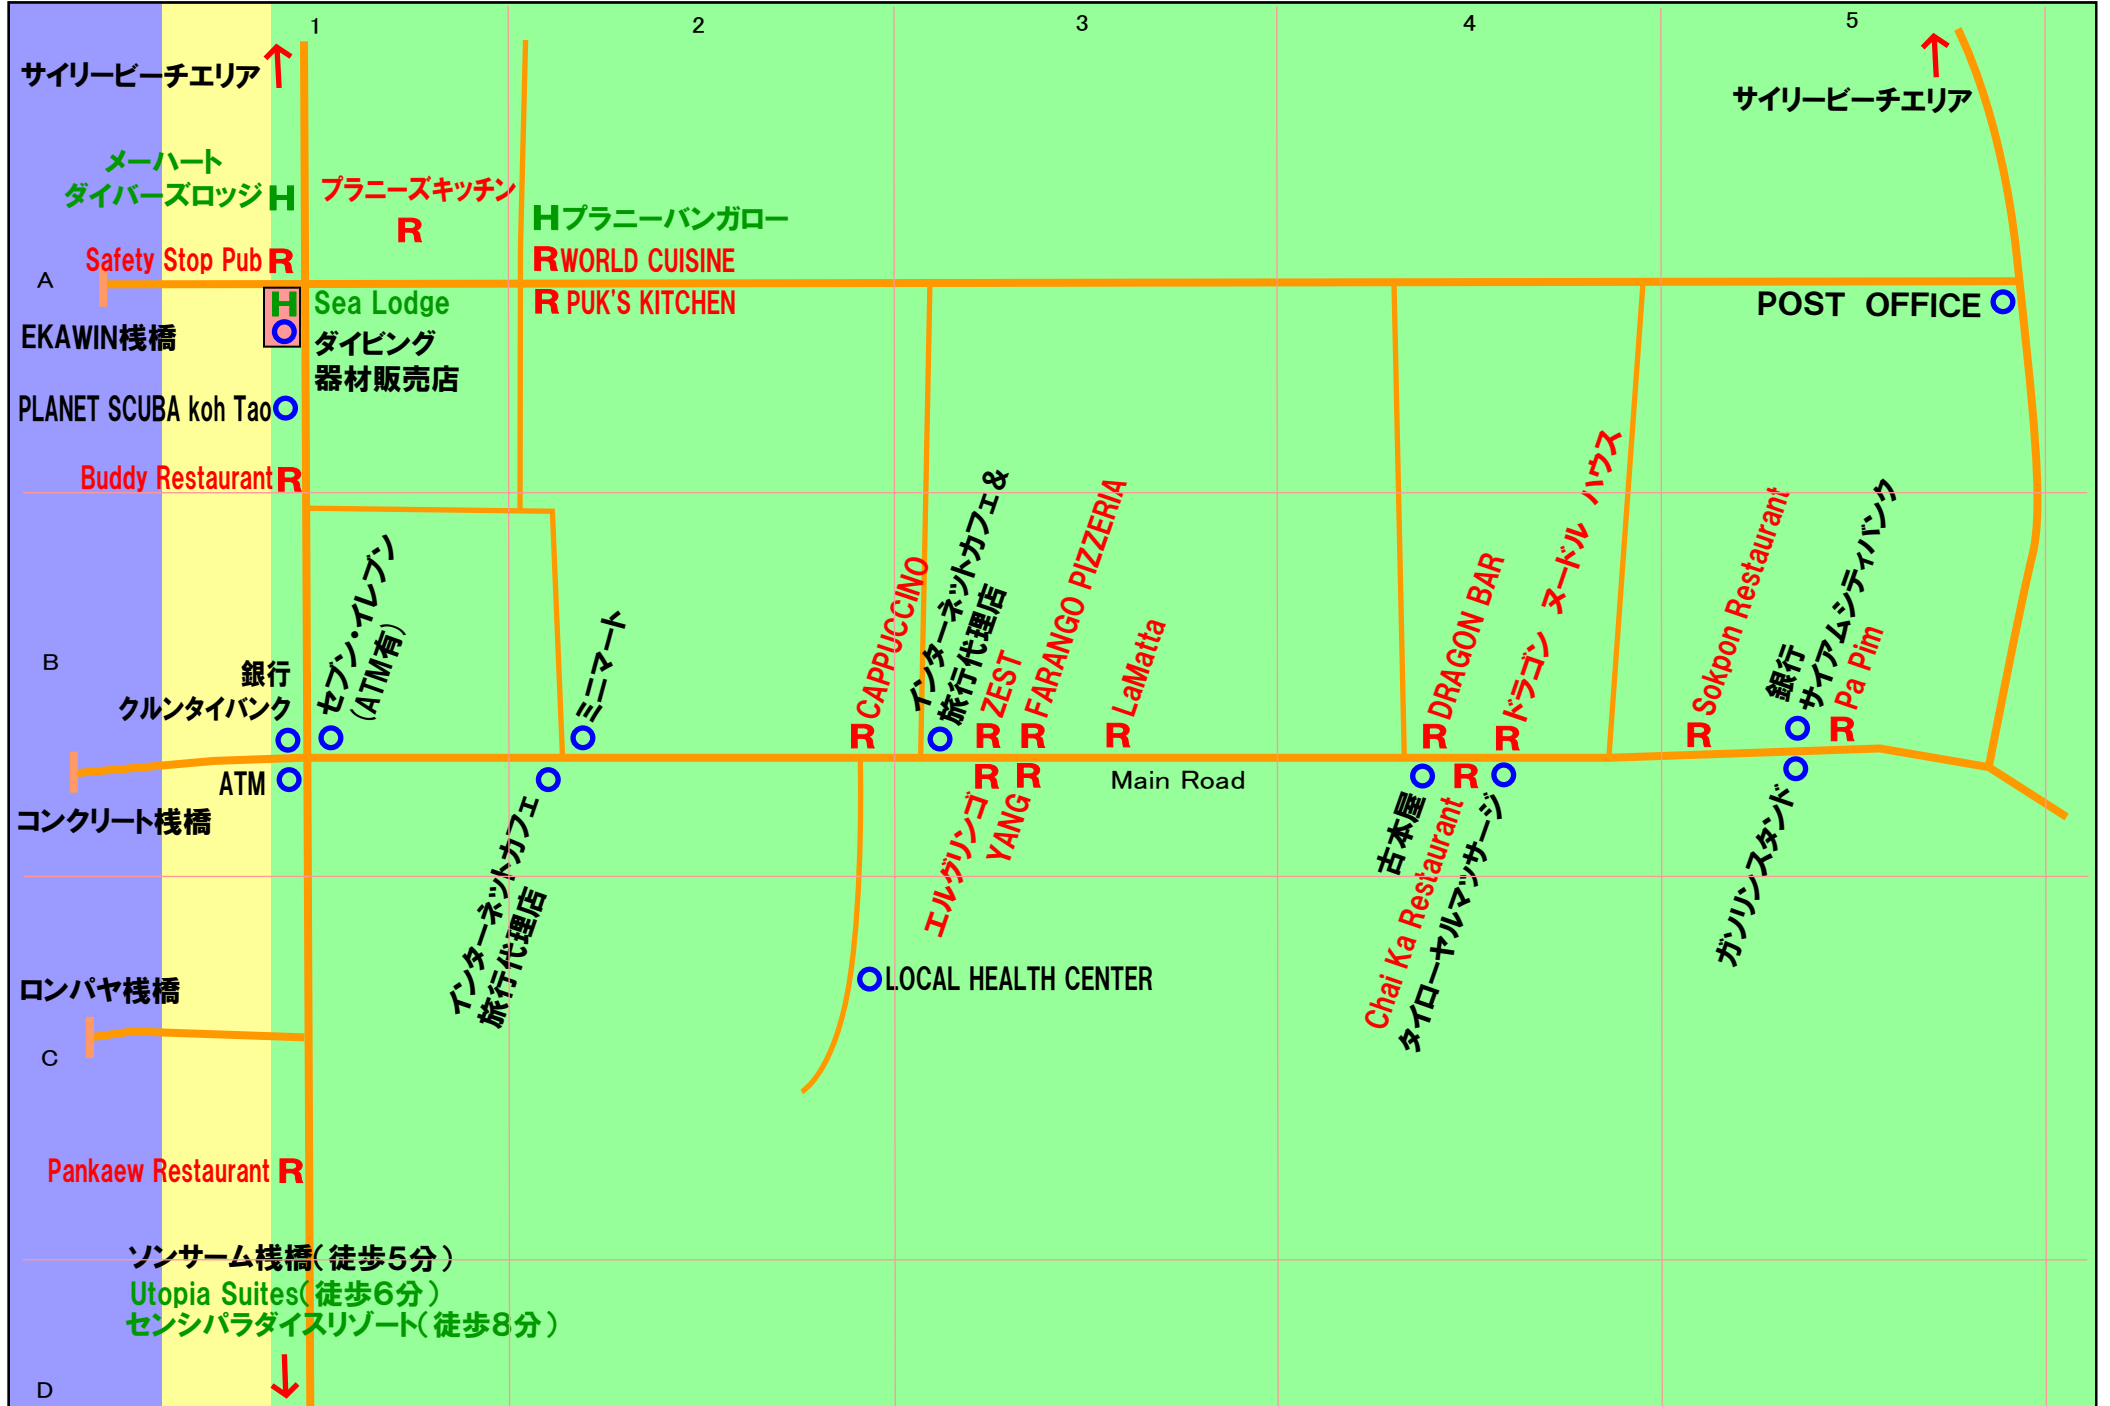 1
2
3
4
5
サイリービーチエリア
サイリービーチエリア
メーハート
ダイバーズロッジ H
プラニーズキッチン
R
Hプラニーバンガロー
Safety Stop Pub R
R WORLD CUISINE
A
H Sea Lodge
R PUK'S KITCHEN
POST OFFICE
EKAWIN桟橋
ダイビング
器材販売店
PLANET SCUBA koh Tao
Buddy Restaurant R
B
銀行
クルンタイバンク
セブン・イレブン
(ATM有)
ミニマート
R CAPPUCCINO
インターネットカフェ&
旅行代理店
R ZEST
R FARANGO PIZZERIA
R LaMatta
R DRAGON BAR
R ドラゴン ヌードル ハウス
R Sokpon Restaurant
銀行
サイアムシティバンク
R Pa Pim
ATM
コンクリート桟橋
インターネットカフェ
旅行代理店
R エルグリンゴ
R YANG
Main Road
古本屋
R Chai Ka Restaurant
タイローヤルマッサージ
ガソリンスタンド
LOCAL HEALTH CENTER
ロンパヤ桟橋
C
Pankaew Restaurant R
ソンサーム桟橋(徒歩5分)
Utopia Suites(徒歩6分)
センシパラダイスリゾート(徒歩8分)
D